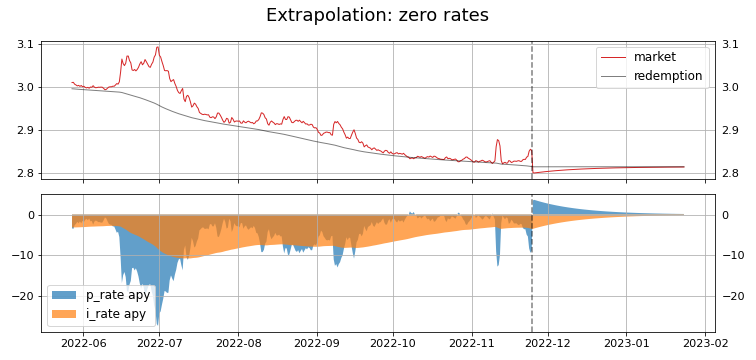 Extrapolation: zero rates
3.1
3.0
2.9
2.8
market
redemption
3.1
3.0
2.9
2.8
0
−10
−20
p_rate apy
i_rate apy
0
−10
−20
2022-06 2022-07 2022-08 2022-09 2022-10 2022-11 2022-12 2023-01 2023-02